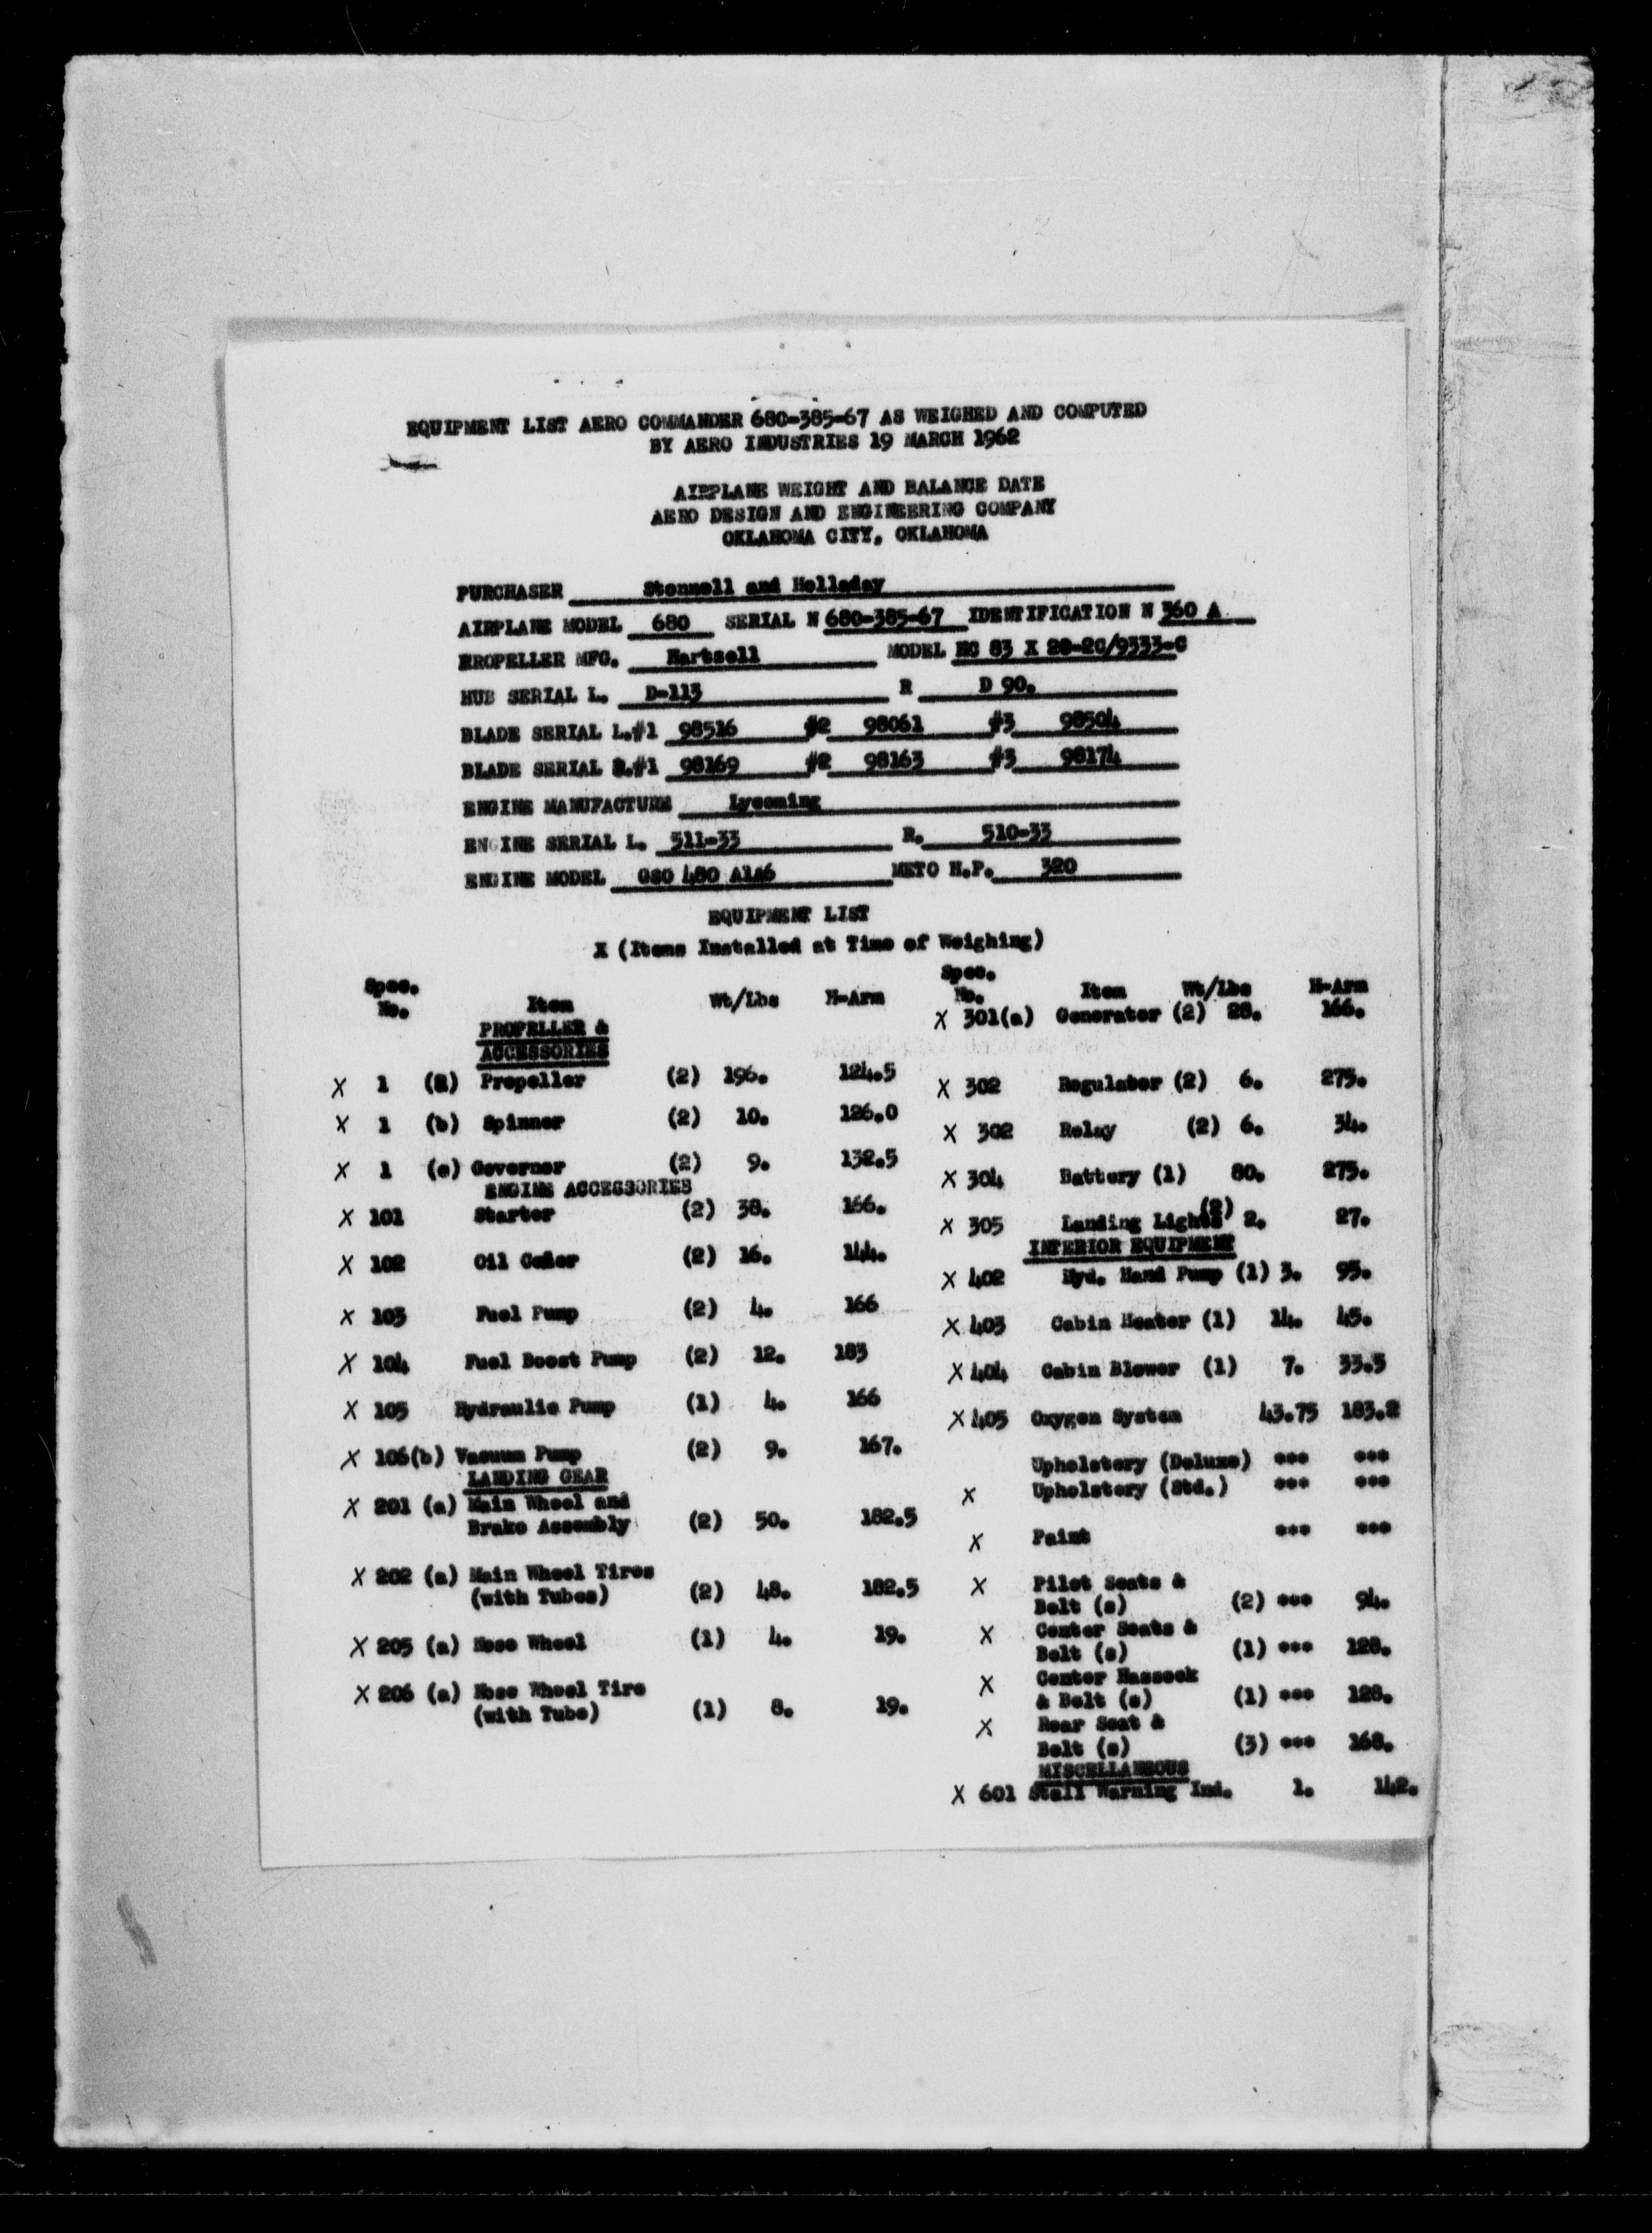 EQUIPMENT LIST AERO COMMANDER 680-385-67 AS WEIGHED AND COMPUTED
BY AERO INDUSTRIES 19 MARCH 1962
AIRPLANE WEIGHT AND BALANCE DATE
AERO DESIGN AND ENGINEERING COMPANY
OKLAHOMA CITY, OKLAHOMA
PURCHASER Stonnell and Holladay
AIRPLANE MODEL 680 SERIAL N 680-385-67 IDENTIFICATION N 360 A
PROPELLER MFG. Hartzell MODEL HC 83 X 20-2C/9333-C
HUB SERIAL L. D-113 R D 90.
BLADE SERIAL L.#1 98516 #2 98061 #3 98504
BLADE SERIAL R.#1 98169 #2 98163 #3 98174
ENGINE MANUFACTURE Lycoming
ENGINE SERIAL L. 511-33 R. 510-33
ENGINE MODEL GSO 480 A1A6 METO H.P. 320
EQUIPMENT LIST
X (Items Installed at Time of Weighing)
Spec. No. Item Wt/Lbs H-Arm
PROPELLER &
ACCESSORIES
X 1 (a) Propeller (2) 196. 124.5
X 1 (b) Spinner (2) 10. 126.0
X 1 (c) Governor (2) 9. 132.5
ENGINE ACCESSORIES
X 101 Starter (2) 38. 166.
X 102 Oil Cooler (2) 16. 144.
X 103 Fuel Pump (2) 4. 166
X 104 Fuel Boost Pump (2) 12. 183
X 105 Hydraulic Pump (1) 4. 166
X 106(b) Vacuum Pump (2) 9. 167.
LANDING GEAR
X 201 (a) Main Wheel and
Brake Assembly (2) 50. 182.5
X 202 (a) Main Wheel Tires
(with Tubes) (2) 48. 182.5
X 205 (a) Nose Wheel (1) 4. 19.
X 206 (a) Nose Wheel Tire
(with Tube) (1) 8. 19.
Spec.
No. Item Wt/Lbs H-Arm
X 301(a) Generator (2) 28. 166.
X 302 Regulator (2) 6. 275.
X 302 Relay (2) 6. 34.
X 304 Battery (1) 80. 275.
X 305 Landing Lights (2) 2. 27.
INTERIOR EQUIPMENT
X 402 Hyd. Hand Pump (1) 3. 95.
X 403 Cabin Heater (1) 14. 45.
X 404 Cabin Blower (1) 7. 33.5
X 405 Oxygen System 43.75 183.2
Upholstery (Deluxe) *** ***
X Upholstery (Std.) *** ***
X Paint *** ***
X Pilot Seats &
Belt (s) (2) *** 94.
X Center Seats &
Belt (s) (1) *** 128.
X Center Hassock
& Belt (s) (1) *** 128.
X Rear Seat &
Belt (s) (3) *** 168.
MISCELLANEOUS
X 601 Stall Warning Ind. 1. 142.